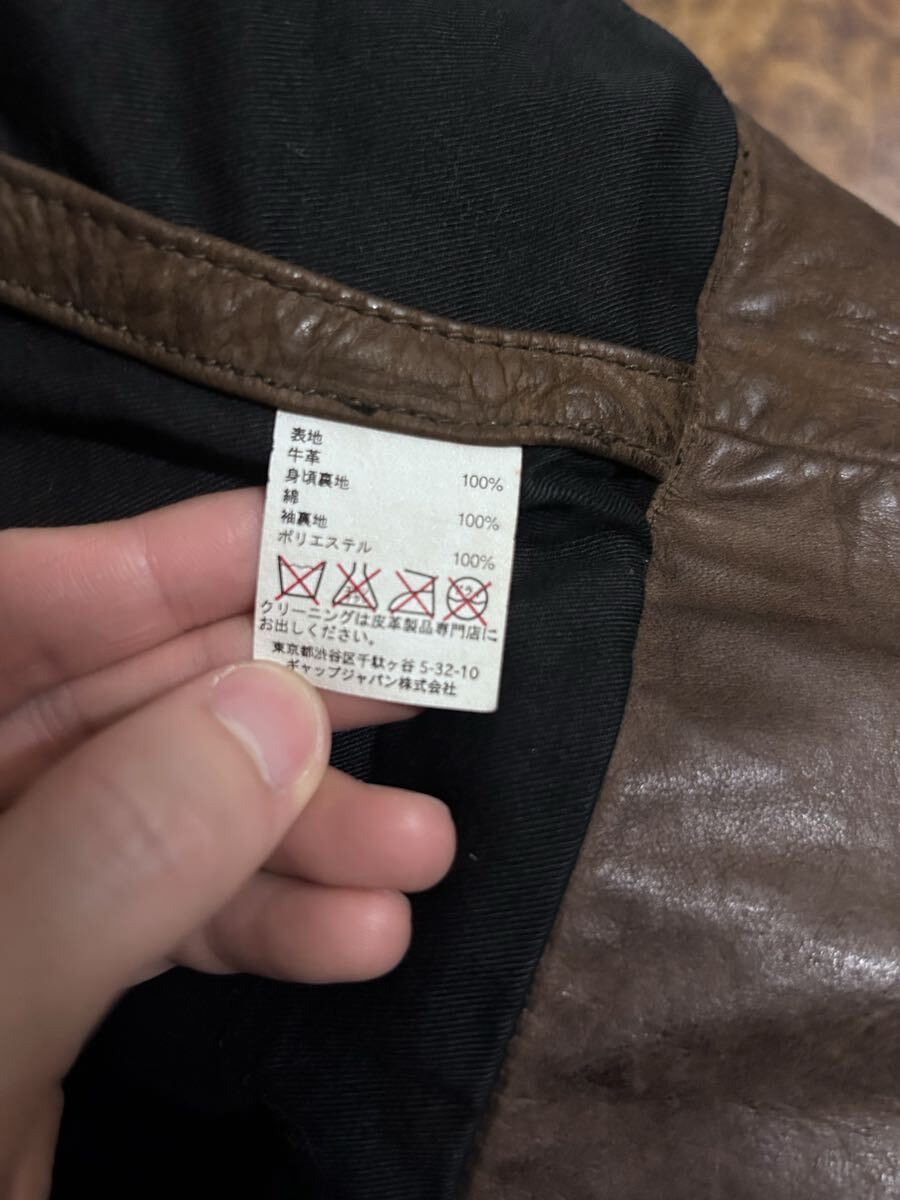 表地
牛革 100%
身頃裏地
綿 100%
袖裏地
ポリエステル 100%
クリーニングは皮革製品専門店に
お出しください。
東京都渋谷区千駄ヶ谷 5-32-10
ギャップジャパン株式会社